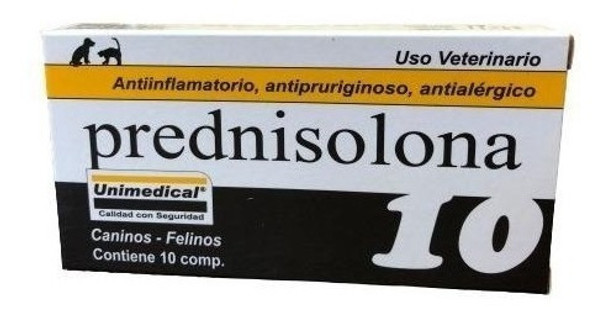 Uso Veterinario
Antiinflamatorio, antipruriginoso, antialérgico
prednisolona
10
Unimedical®
Calidad con Seguridad
Caninos - Felinos
Contiene 10 comp.